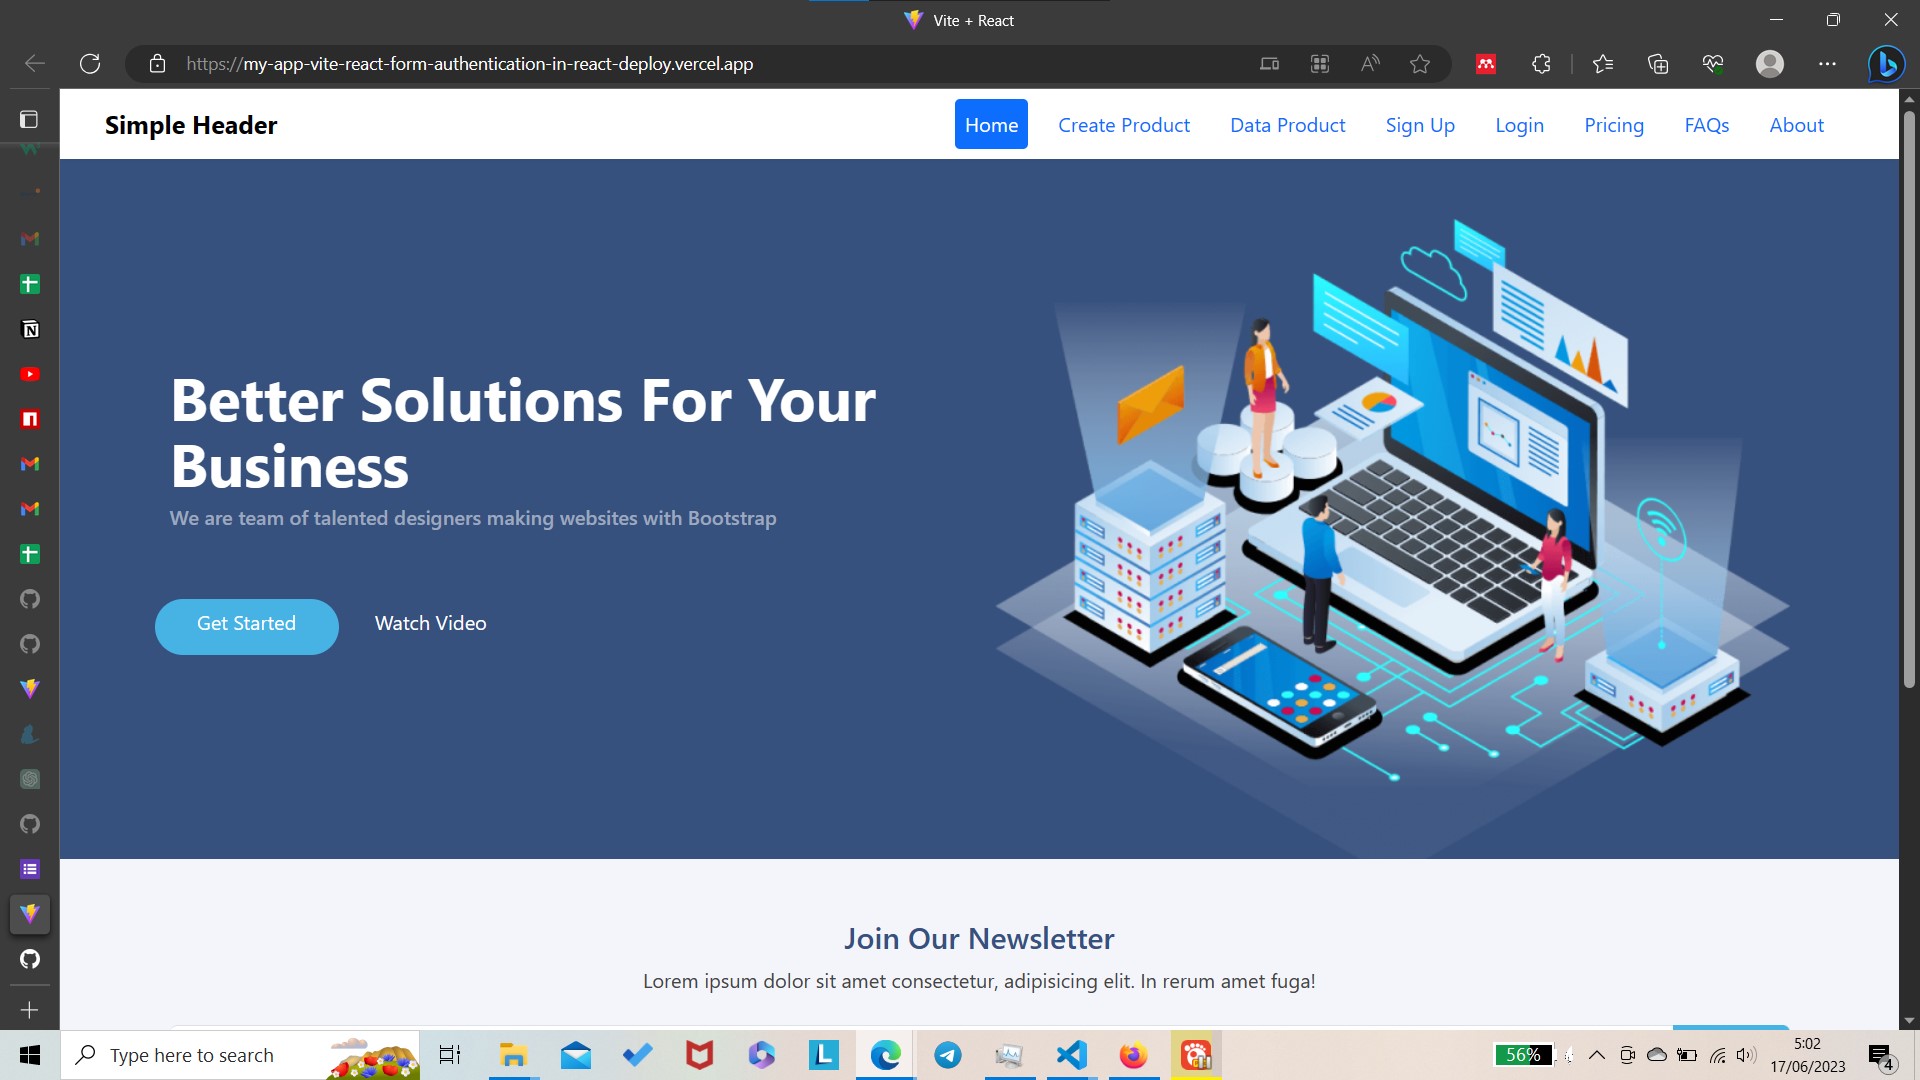 Vite + React
https://my-app-vite-react-form-authentication-in-react-deploy.vercel.app
Simple Header
Home
Create Product
Data Product
Sign Up
Login
Pricing
FAQs
About
Better Solutions For Your
Business
We are team of talented designers making websites with Bootstrap
Get Started
Watch Video
Join Our Newsletter
Lorem ipsum dolor sit amet consectetur, adipisicing elit. In rerum amet fuga!
Type here to search
56%
5:02
17/06/2023
4